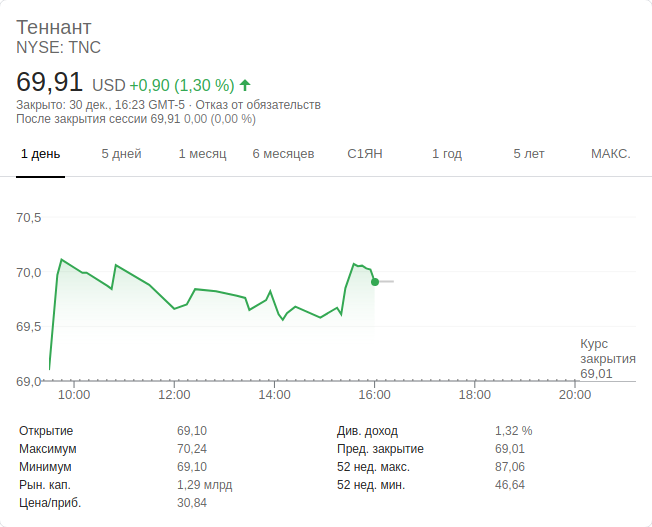 Теннант
NYSE: TNC
69,91 USD +0,90 (1,30 %)
Закрыто: 30 дек., 16:23 GMT-5 · Отказ от обязательств
После закрытия сессии 69,91 0,00 (0,00 %)
1 день 5 дней 1 месяц 6 месяцев С1ЯН 1 год 5 лет МАКС.
70,5
70,0
69,5
69,0
Курс
закрытия
69,01
10:00 12:00 14:00 16:00 18:00 20:00
Открытие 69,10 Див. доход 1,32 %
Максимум 70,24 Пред. закрытие 69,01
Минимум 69,10 52 нед. макс. 87,06
Рын. кап. 1,29 млрд 52 нед. мин. 46,64
Цена/приб. 30,84